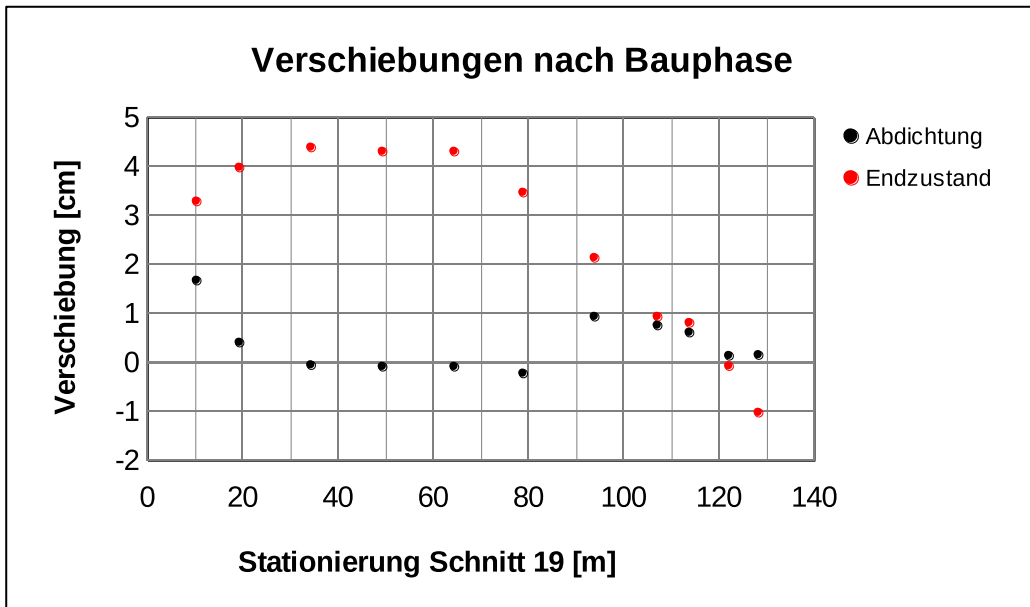 Verschiebungen nach Bauphase
Verschiebung [cm]
5
4
3
2
1
0
-1
-2
0 20 40 60 80 100 120 140
Stationierung Schnitt 19 [m]
Abdichtung
Endzustand